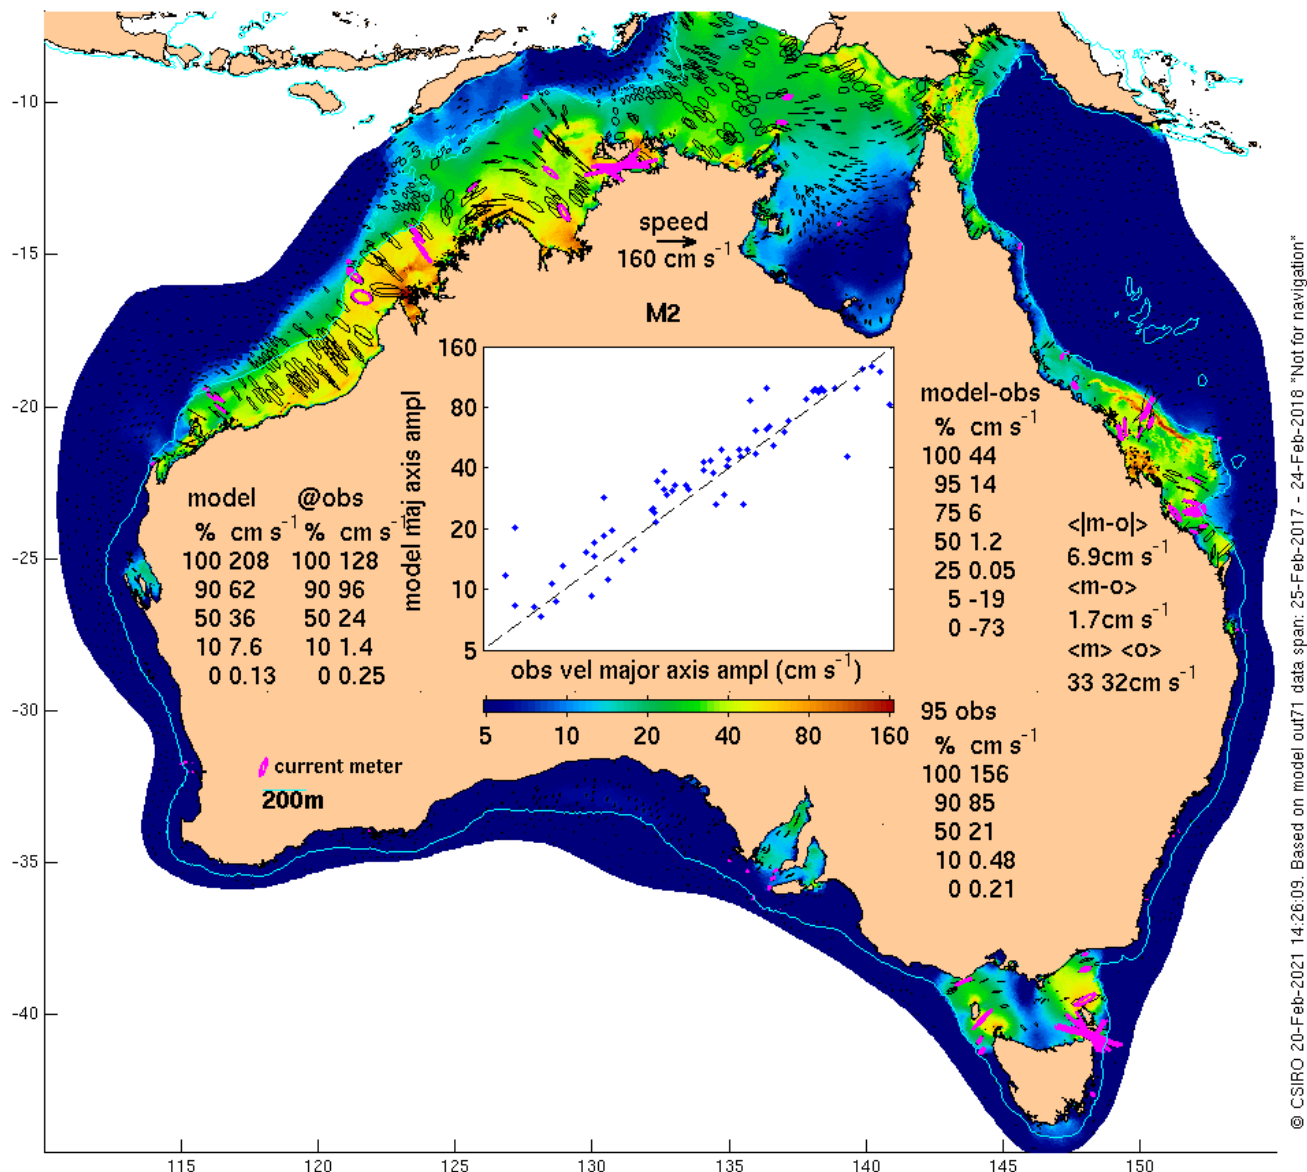 -10
-15
-20
-25
-30
-35
-40
115 120 125 130 135 140 145 150
speed
160 cm s⁻¹
M2
160
80
40
20
10
5
model maj axis ampl
obs vel major axis ampl (cm s⁻¹)
5 10 20 40 80 160
model @obs
% cm s⁻¹ % cm s⁻¹
100 208 100 128
90 62 90 96
50 36 50 24
10 7.6 10 1.4
0 0.13 0 0.25
current meter
200m
model-obs
% cm s⁻¹
100 44
95 14
75 6
50 1.2
25 0.05
5 -19
0 -73
<|m-o|>
6.9cm s⁻¹
<m-o>
1.7cm s⁻¹
<m> <o>
33 32cm s⁻¹
95 obs
% cm s⁻¹
100 156
90 85
50 21
10 0.48
0 0.21
© CSIRO 20-Feb-2021 14:26:09. Based on model out71 data span: 25-Feb-2017 - 24-Feb-2018 *Not for navigation*